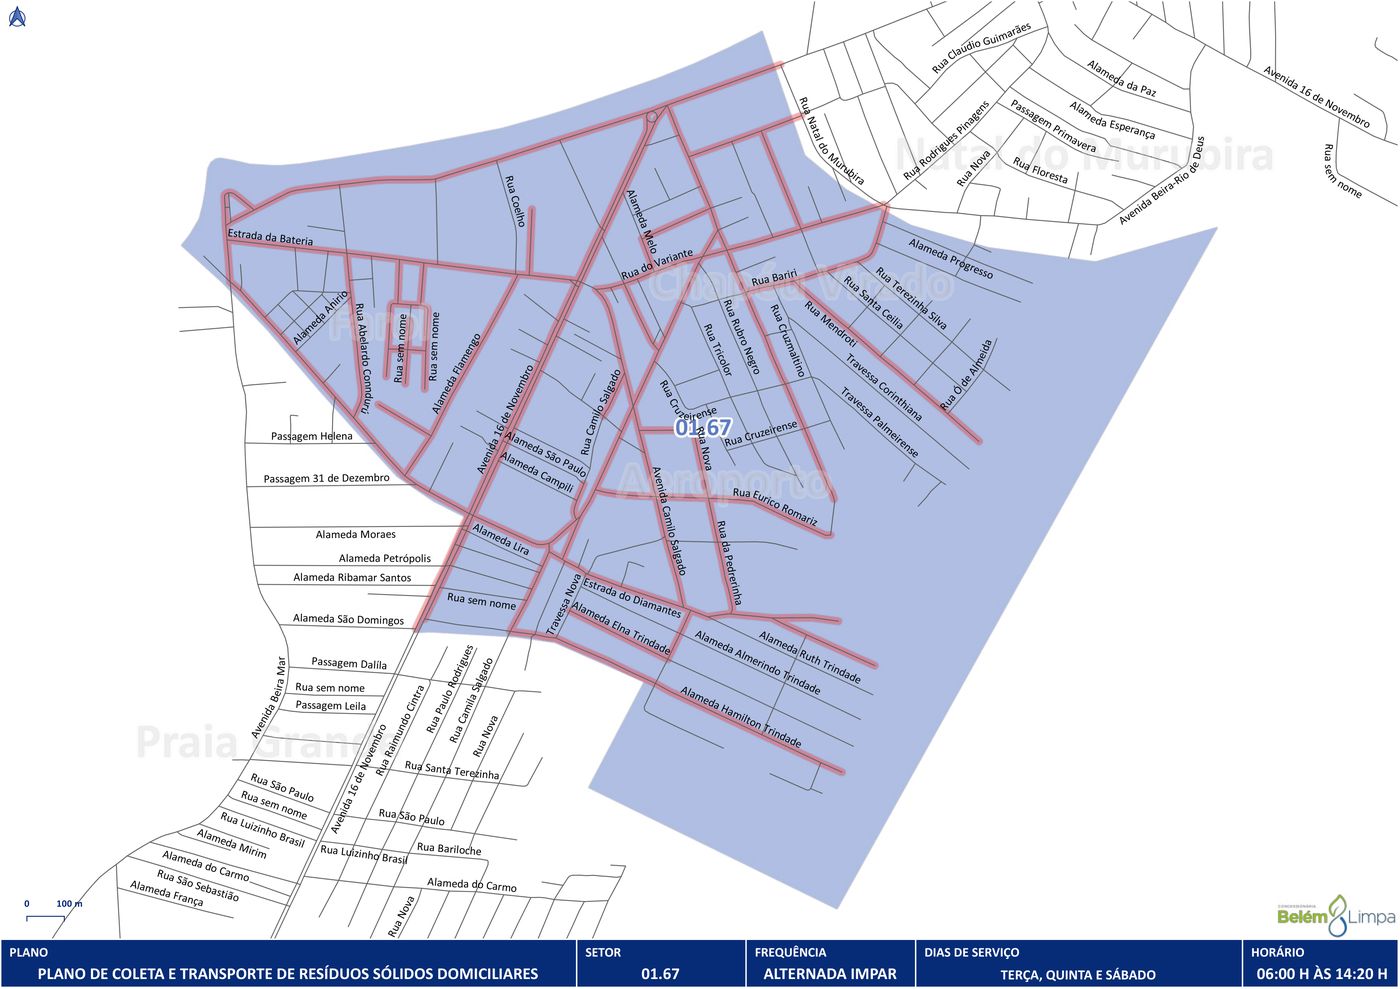 Rua Claudio Guimarães
Alameda da Paz
Avenida 16 de Novembro
Rua Natal do Murubira
Rua Rodrigues Pinagens
Passagem Primavera
Alameda Esperança
Natal do Murubira
Rua Nova
Rua Floresta
Avenida Beira-Rio de Deus
Rua sem nome
Rua Coelho
Alameda Melo
Estrada da Bateria
Rua do Variante
Alameda Progresso
Chapéu Virado
Rua Bariri
Rua Terezinha Silva
Rua Santa Ceilia
Alameda Anirio
Farol
Rua Abelardo Connduru
Rua sem nome
Rua sem nome
Alameda Flamengo
Rua Mendroti
Rua Cruzmaltino
Rua Rubro Negro
Rua Tricolor
Travessa Corinthiana
Rua Ó de Almeida
Travessa Palmeirense
Avenida 16 de Novembro
Rua Camilo Salgado
Rua Cruzeirense
01.67
Rua Nova
Rua Cruzeirense
Passagem Helena
Alameda São Paulo
Alameda Campili
Aeroporto
Passagem 31 de Dezembro
Avenida Camilo Salgado
Rua Eurico Romariz
Alameda Moraes
Alameda Lira
Rua da Pedrerinha
Alameda Petrópolis
Alameda Ribamar Santos
Rua sem nome
Travessa Nova
Estrada do Diamantes
Alameda São Domingos
Alameda Elna Trindade
Alameda Almerindo Trindade
Alameda Ruth Trindade
Passagem Dalíla
Avenida Beira Mar
Rua sem nome
Passagem Leila
Rua Raimundo Cintra
Rua Paulo Rodrigues
Rua Camila Salgado
Rua Nova
Alameda Hamilton Trindade
Praia Grande
Avenida 16 de Novembro
Rua Santa Terezinha
Rua São Paulo
Rua sem nome
Rua Luizinho Brasil
Alameda Mirim
Rua São Paulo
Rua Luizinho Brasil
Rua Bariloche
Alameda do Carmo
Rua São Sebastião
Alameda França
Alameda do Carmo
Rua Nova
0 100 m
CONCESSIONÁRIA
Belém Limpa
PLANO
PLANO DE COLETA E TRANSPORTE DE RESÍDUOS SÓLIDOS DOMICILIARES
SETOR
01.67
FREQUÊNCIA
ALTERNADA IMPAR
DIAS DE SERVIÇO
TERÇA, QUINTA E SÁBADO
HORÁRIO
06:00 H ÀS 14:20 H